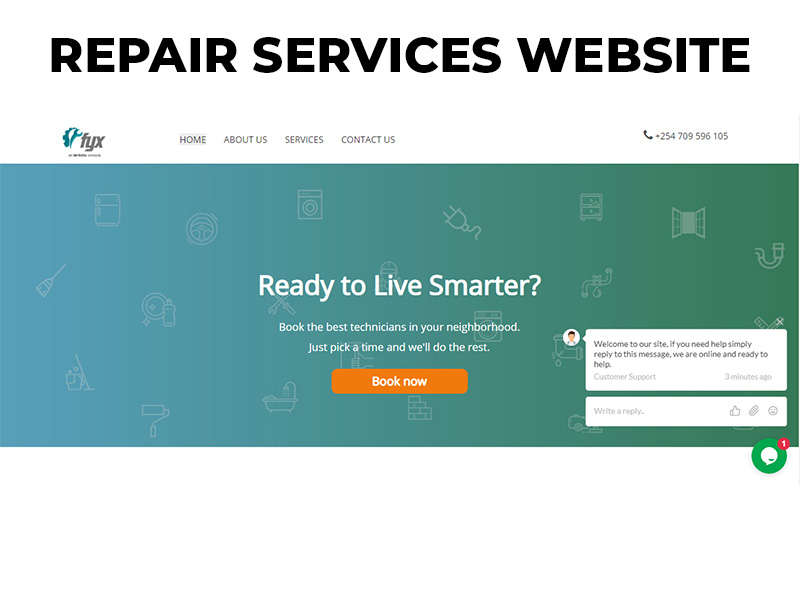 REPAIR SERVICES WEBSITE
fyx
HOME ABOUT US SERVICES CONTACT US
+254 709 596 105
Ready to Live Smarter?
Book the best technicians in your neighborhood.
Just pick a time and we'll do the rest.
Book now
Welcome to our site, if you need help simply
reply to this message, we are online and ready to
help.
Customer Support 3 minutes ago
Write a reply..
1